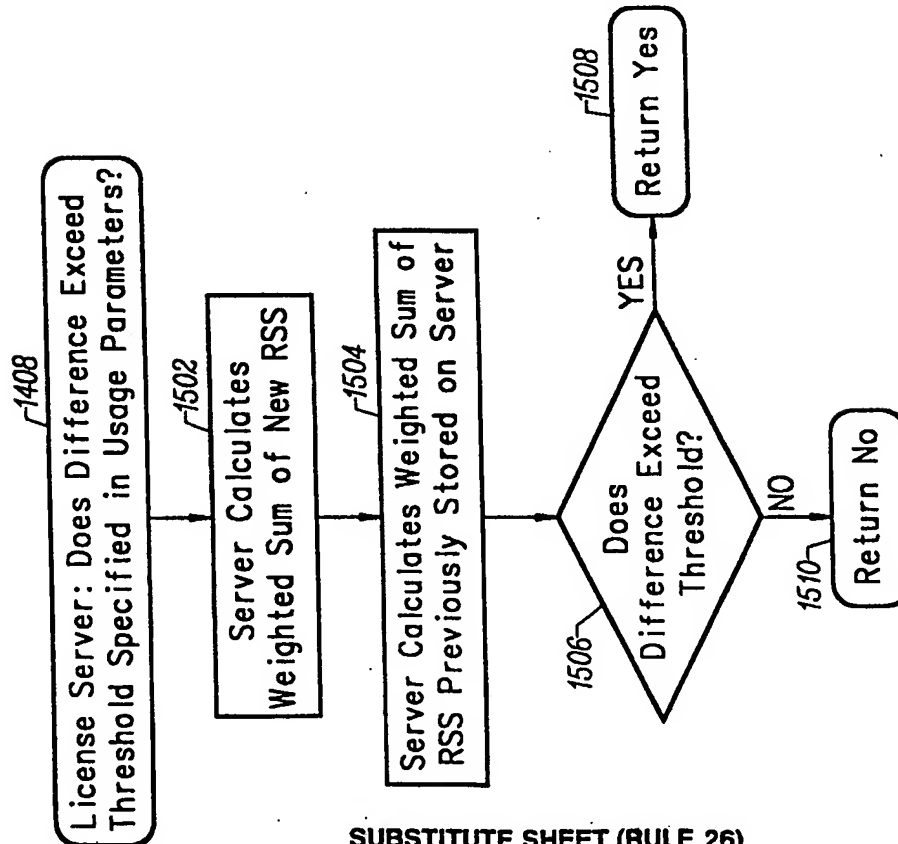 1408
License Server: Does Difference Exceed
Threshold Specified in Usage Parameters?
1502
Server Calculates
Weighted Sum of New RSS
1504
Server Calculates Weighted Sum of
RSS Previously Stored on Server
1506
Does
Difference Exceed
Threshold?
YES
1508
Return Yes
NO
1510
Return No
SUBSTITUTE SHEET (RULE 26)